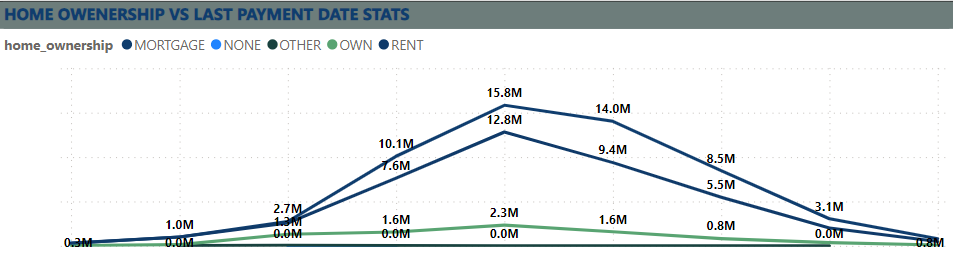 HOME OWENERSHIP VS LAST PAYMENT DATE STATS
home_ownership MORTGAGE NONE OTHER OWN RENT
15.8M
14.0M
12.8M
10.1M
9.4M
8.5M
7.6M
5.5M
2.7M
3.1M
1.3M
1.0M
1.6M
2.3M
1.6M
0.8M
0.0M
0.0M
0.0M
0.0M
0.3M
0.0M
0.8M